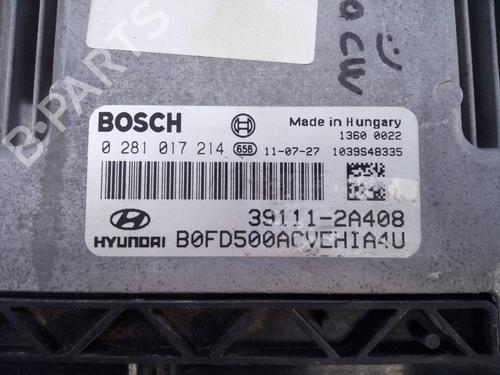 BOSCH
Made in Hungary
1360 0022
0 281 017 214 658 11-07-27 1039S48335
39111-2A408
HYUNDAI B0FD500ACVEHIA4U
B-PARTS